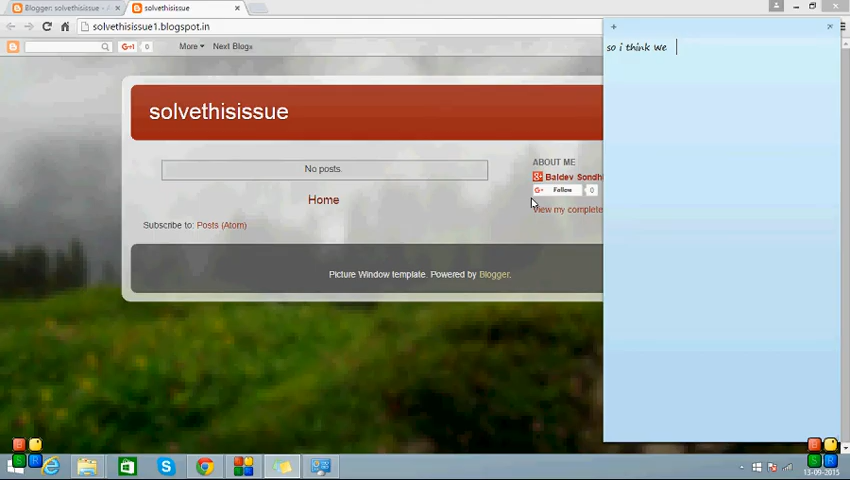 Blogger: solvethisissue -
solvethisissue
solvethisissue1.blogspot.in
G+1 0 More Next Blog»
so i think we
solvethisissue
No posts.
ABOUT ME
Baldev Sondhi
Follow 0
Home
View my complete
Subscribe to: Posts (Atom)
Picture Window template. Powered by Blogger.
B S R
B S R
13-09-2015